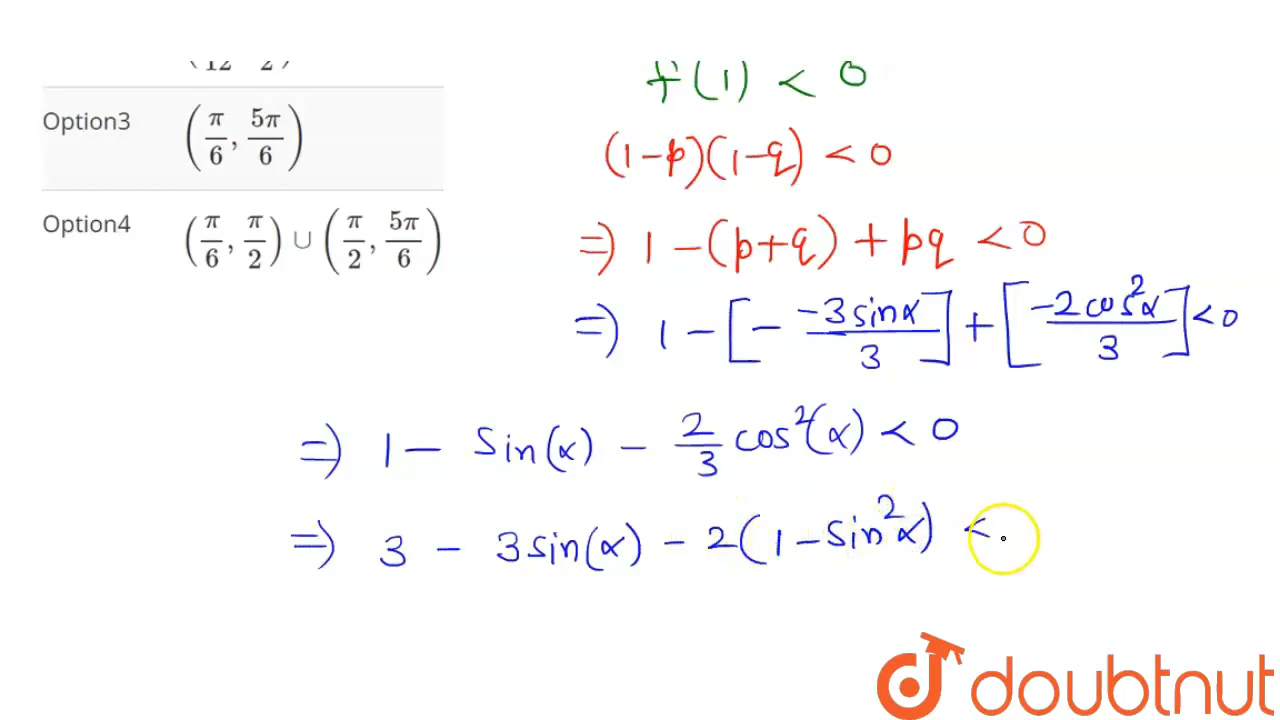 f(1) < 0
Option3 (π/6, 5π/6)
(1-p)(1-q) < 0
Option4 (π/6, π/2) ∪ (π/2, 5π/6)
=> 1 - (p+q) + pq < 0
=> 1 - [- -3sinα/3] + [-2cos²α/3] < 0
=> 1 - Sin(α) - 2/3 cos²(α) < 0
=> 3 - 3sin(α) - 2(1 - Sin²α) <
doubtnut